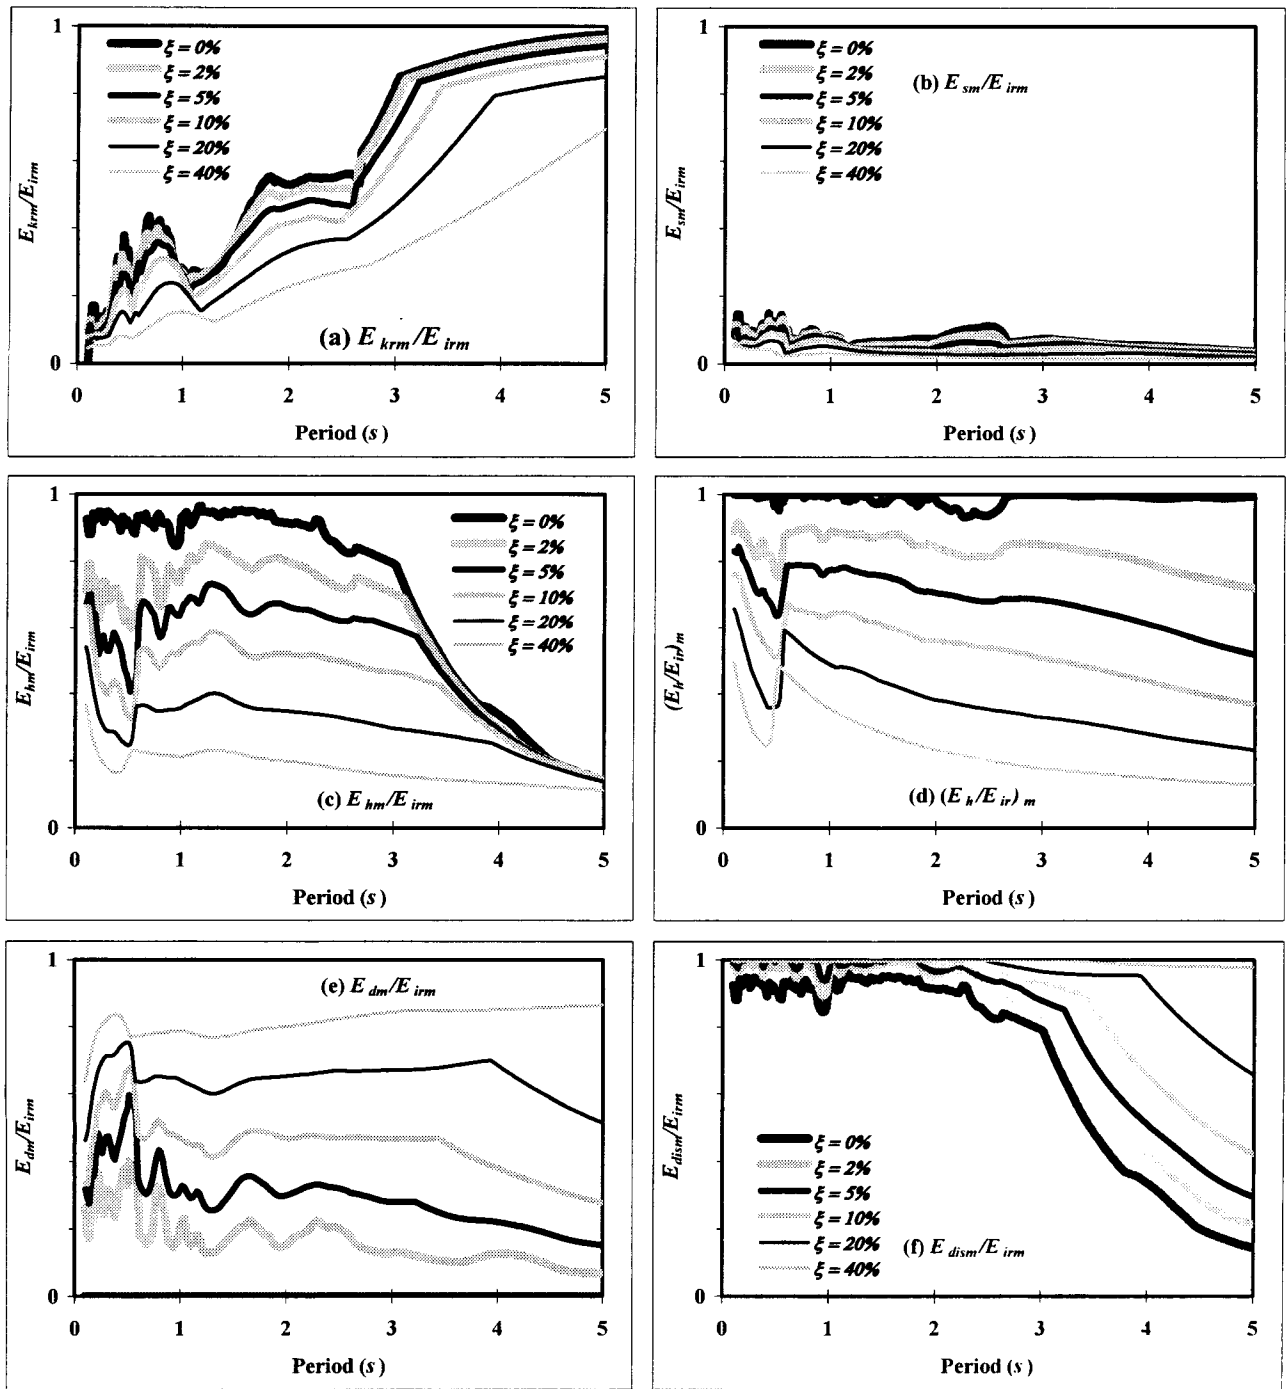 1
ξ = 0%
ξ = 2%
ξ = 5%
ξ = 10%
ξ = 20%
ξ = 40%
E krm/E irm
(a) E krm/E irm
0
0 1 2 3 4 5
Period (s)
1
ξ = 0%
ξ = 2%
ξ = 5%
ξ = 10%
ξ = 20%
ξ = 40%
(b) E sm/E irm
E sm/E irm
0
0 1 2 3 4 5
Period (s)
1
ξ = 0%
ξ = 2%
ξ = 5%
ξ = 10%
ξ = 20%
ξ = 40%
E hm/E irm
(c) E hm/E irm
0
0 1 2 3 4 5
Period (s)
1
(E h/E ir) m
(d) (E h/E ir) m
0
0 1 2 3 4 5
Period (s)
1
(e) E dm/E irm
E dm/E irm
0
0 1 2 3 4 5
Period (s)
1
E dism/E irm
ξ = 0%
ξ = 2%
ξ = 5%
ξ = 10%
ξ = 20%
ξ = 40%
(f) E dism/E irm
0
0 1 2 3 4 5
Period (s)